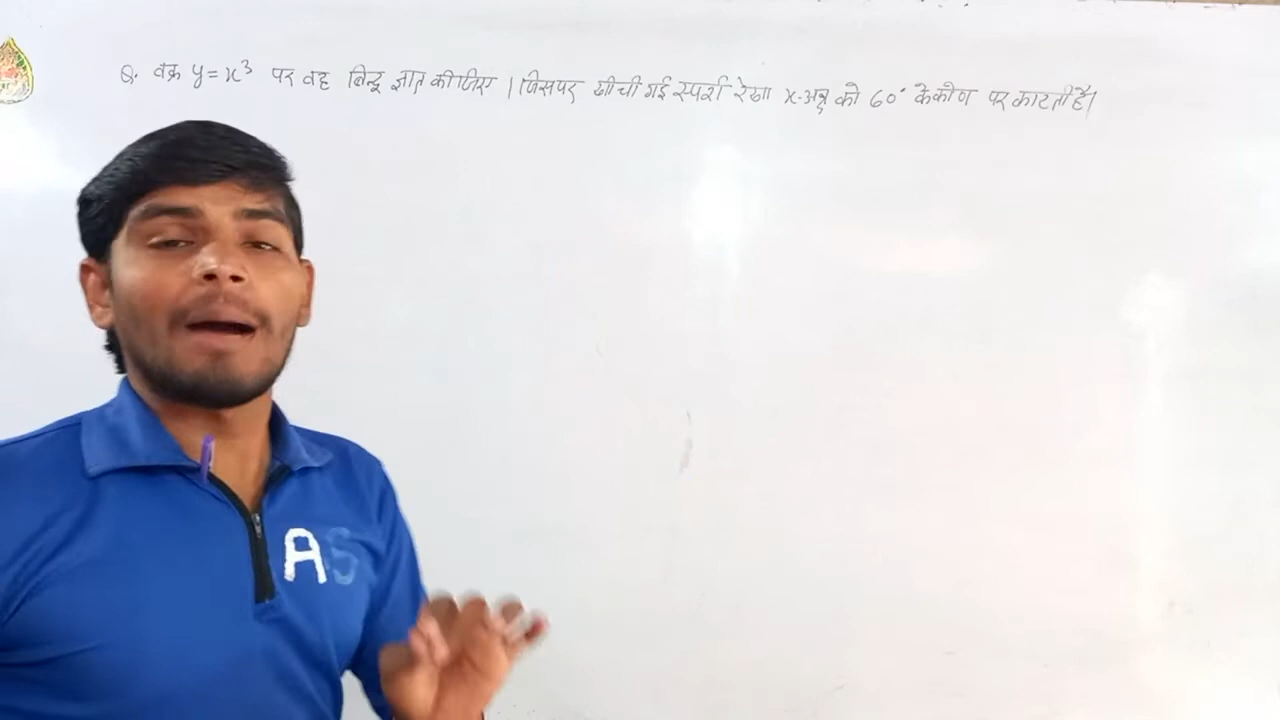 Q. वक्र y = x³ पर वह बिन्दू ज्ञात कीजिए । जिसपर खींची गई स्पर्श रेखा x-अक्ष को 60° के कोण पर काटती है।
AS